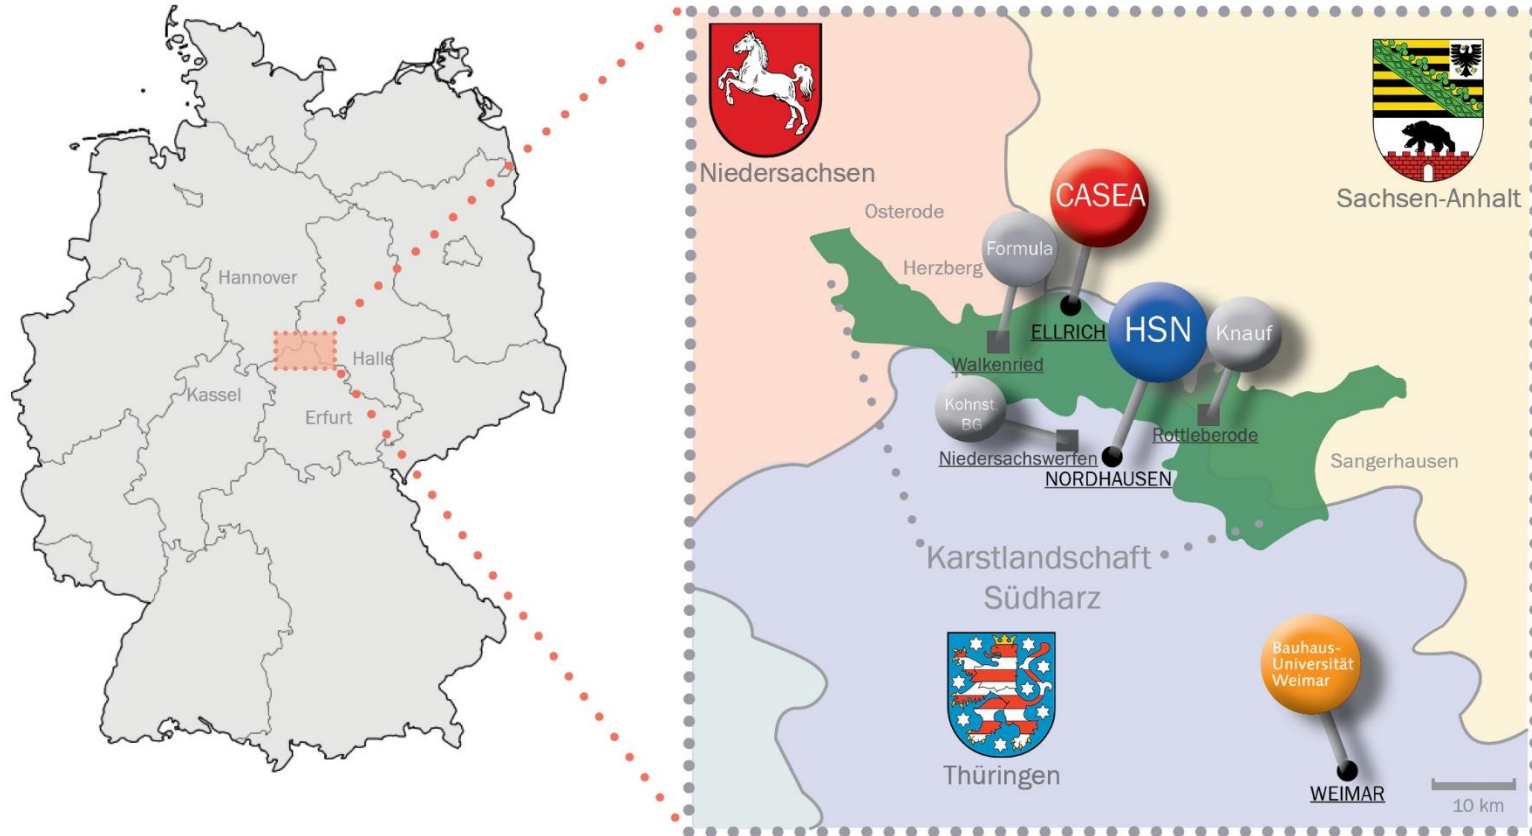 Hannover
Halle
Kassel
Erfurt
Niedersachsen
Sachsen-Anhalt
CASEA
Osterode
Formula
Herzberg
ELLRICH
HSN
Knauf
Walkenried
Kohnst.
BG
Rottleberode
Niedersachswerfen
NORDHAUSEN
Sangerhausen
Karstlandschaft
Südharz
Bauhaus-
Universität
Weimar
Thüringen
WEIMAR
10 km